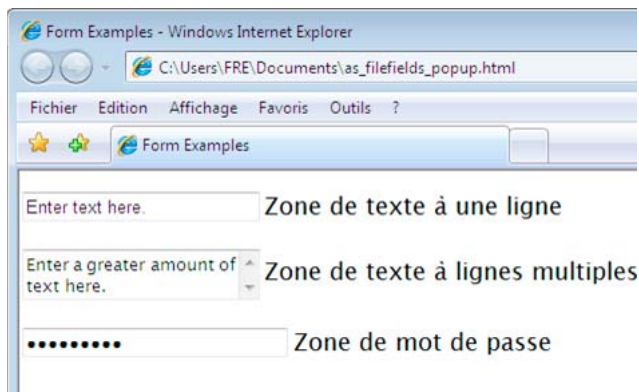 Form Examples - Windows Internet Explorer
C:\Users\FRE\Documents\as_filefields_popup.html
Fichier Edition Affichage Favoris Outils ?
Form Examples
Enter text here. Zone de texte à une ligne
Enter a greater amount of
text here.
Zone de texte à lignes multiples
••••••••• Zone de mot de passe